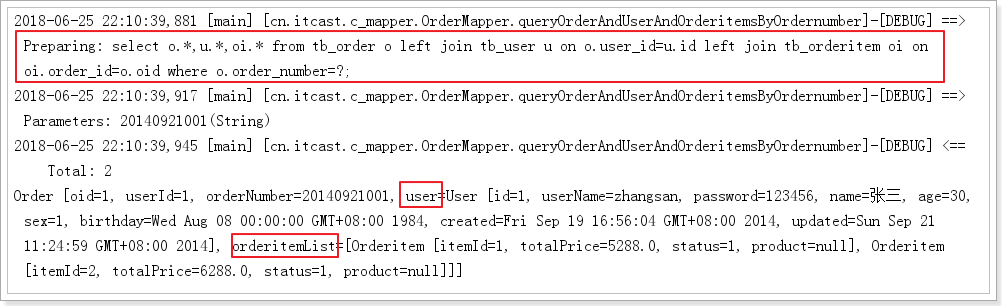 2018-06-25 22:10:39,881 [main] [cn.itcast.c_mapper.OrderMapper.queryOrderAndUserAndOrderitemsByOrdernumber]-[DEBUG] ==>
Preparing: select o.*,u.*,oi.* from tb_order o left join tb_user u on o.user_id=u.id left join tb_orderitem oi on
oi.order_id=o.oid where o.order_number=?;
2018-06-25 22:10:39,917 [main] [cn.itcast.c_mapper.OrderMapper.queryOrderAndUserAndOrderitemsByOrdernumber]-[DEBUG] ==>
Parameters: 20140921001(String)
2018-06-25 22:10:39,945 [main] [cn.itcast.c_mapper.OrderMapper.queryOrderAndUserAndOrderitemsByOrdernumber]-[DEBUG] <==
Total: 2
Order [oid=1, userId=1, orderNumber=20140921001, user=User [id=1, userName=zhangsan, password=123456, name=张三, age=30,
sex=1, birthday=Wed Aug 08 00:00:00 GMT+08:00 1984, created=Fri Sep 19 16:56:04 GMT+08:00 2014, updated=Sun Sep 21
11:24:59 GMT+08:00 2014], orderitemList=[Orderitem [itemId=1, totalPrice=5288.0, status=1, product=null], Orderitem
[itemId=2, totalPrice=6288.0, status=1, product=null]]]